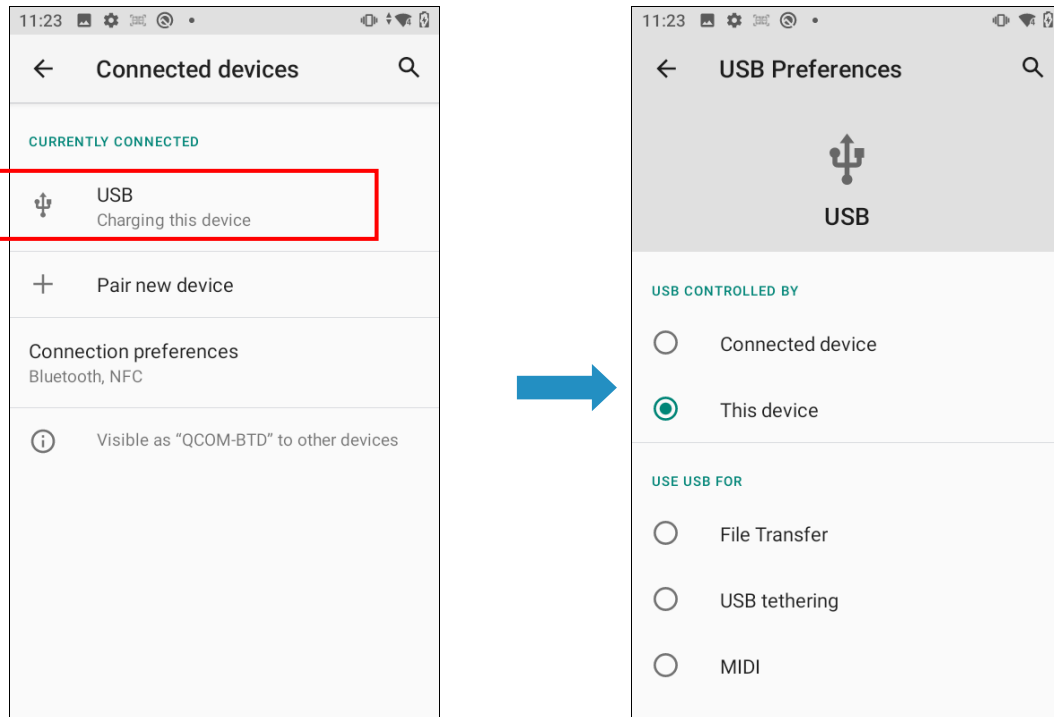 11:23
Connected devices
CURRENTLY CONNECTED
USB
Charging this device
Pair new device
Connection preferences
Bluetooth, NFC
Visible as “QCOM-BTD” to other devices
11:23
USB Preferences
USB
USB CONTROLLED BY
Connected device
This device
USE USB FOR
File Transfer
USB tethering
MIDI